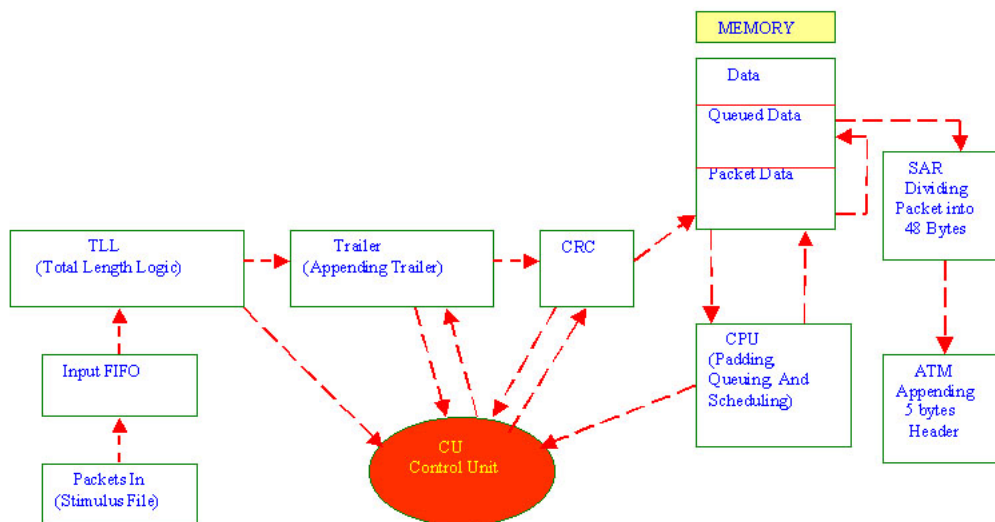 MEMORY
Data
Queued Data
Packet Data
SAR
Dividing
Packet into
48 Bytes
TLL
(Total Length Logic)
Trailer
(Appending Trailer)
CRC
Input FIFO
CPU
(Padding,
Queuing, And
Scheduling)
ATM
Appending
5 bytes
Header
CU
Control Unit
Packets In
(Stimulus File)